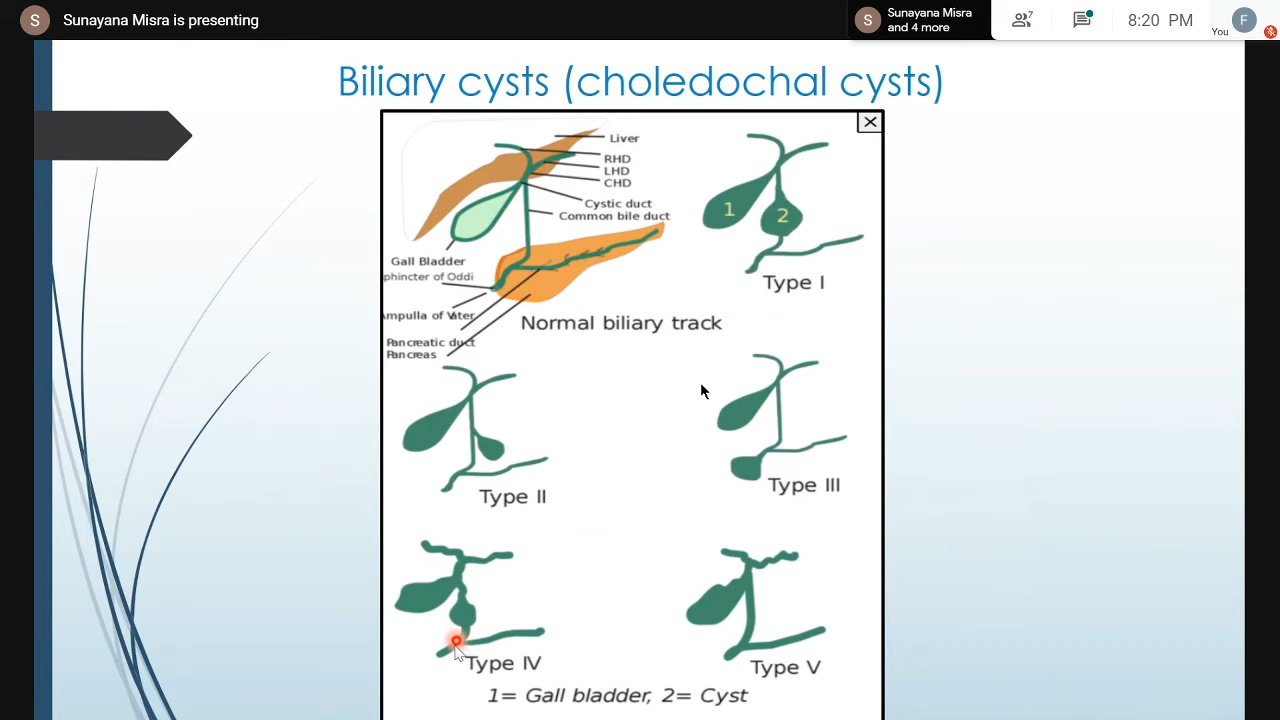 S Sunayana Misra is presenting
S Sunayana Misra and 4 more
7
8:20 PM
You
F
Biliary cysts (choledochal cysts)
Liver
RHD
LHD
CHD
Cystic duct
Common bile duct
Gall Bladder
phincter of Oddi
Ampulla of Vater
Pancreatic duct
Pancreas
Normal biliary track
1 2
Type I
Type II
Type III
Type IV
Type V
1= Gall bladder, 2= Cyst